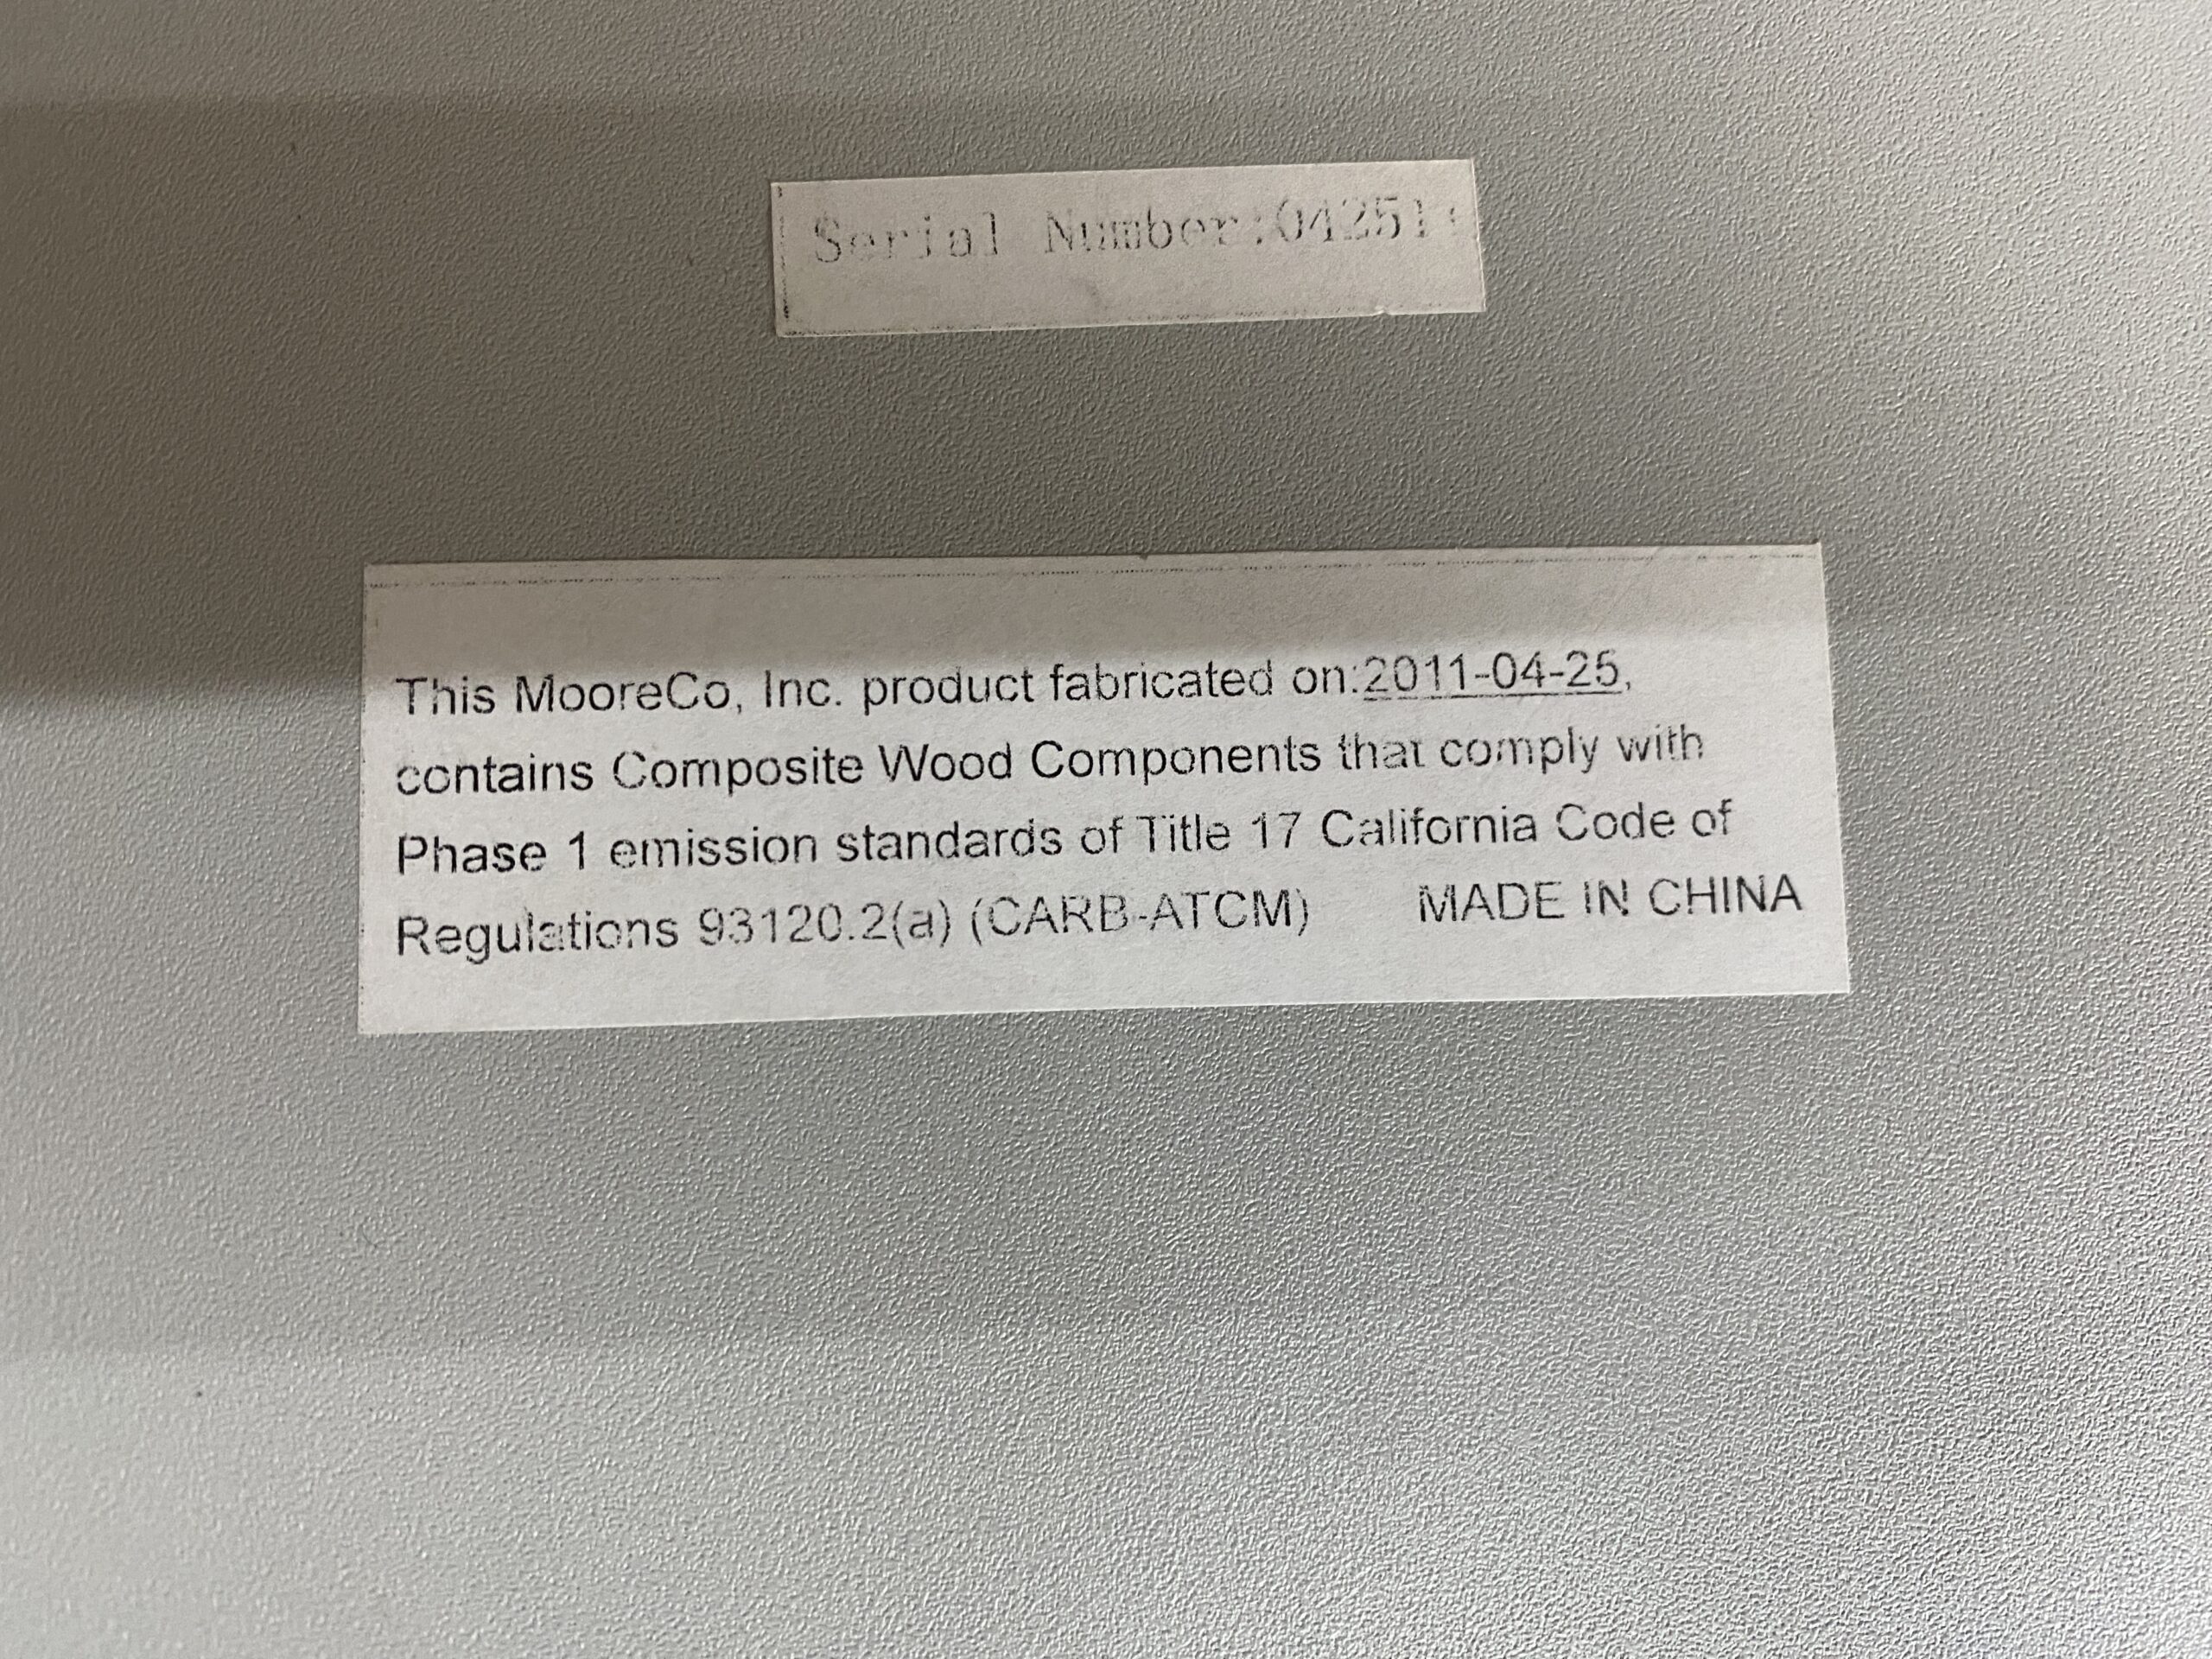 Serial Number:04251
This MooreCo, Inc. product fabricated on:2011-04-25,
contains Composite Wood Components that comply with
Phase 1 emission standards of Title 17 California Code of
Regulations 93120.2(a) (CARB-ATCM) MADE IN CHINA